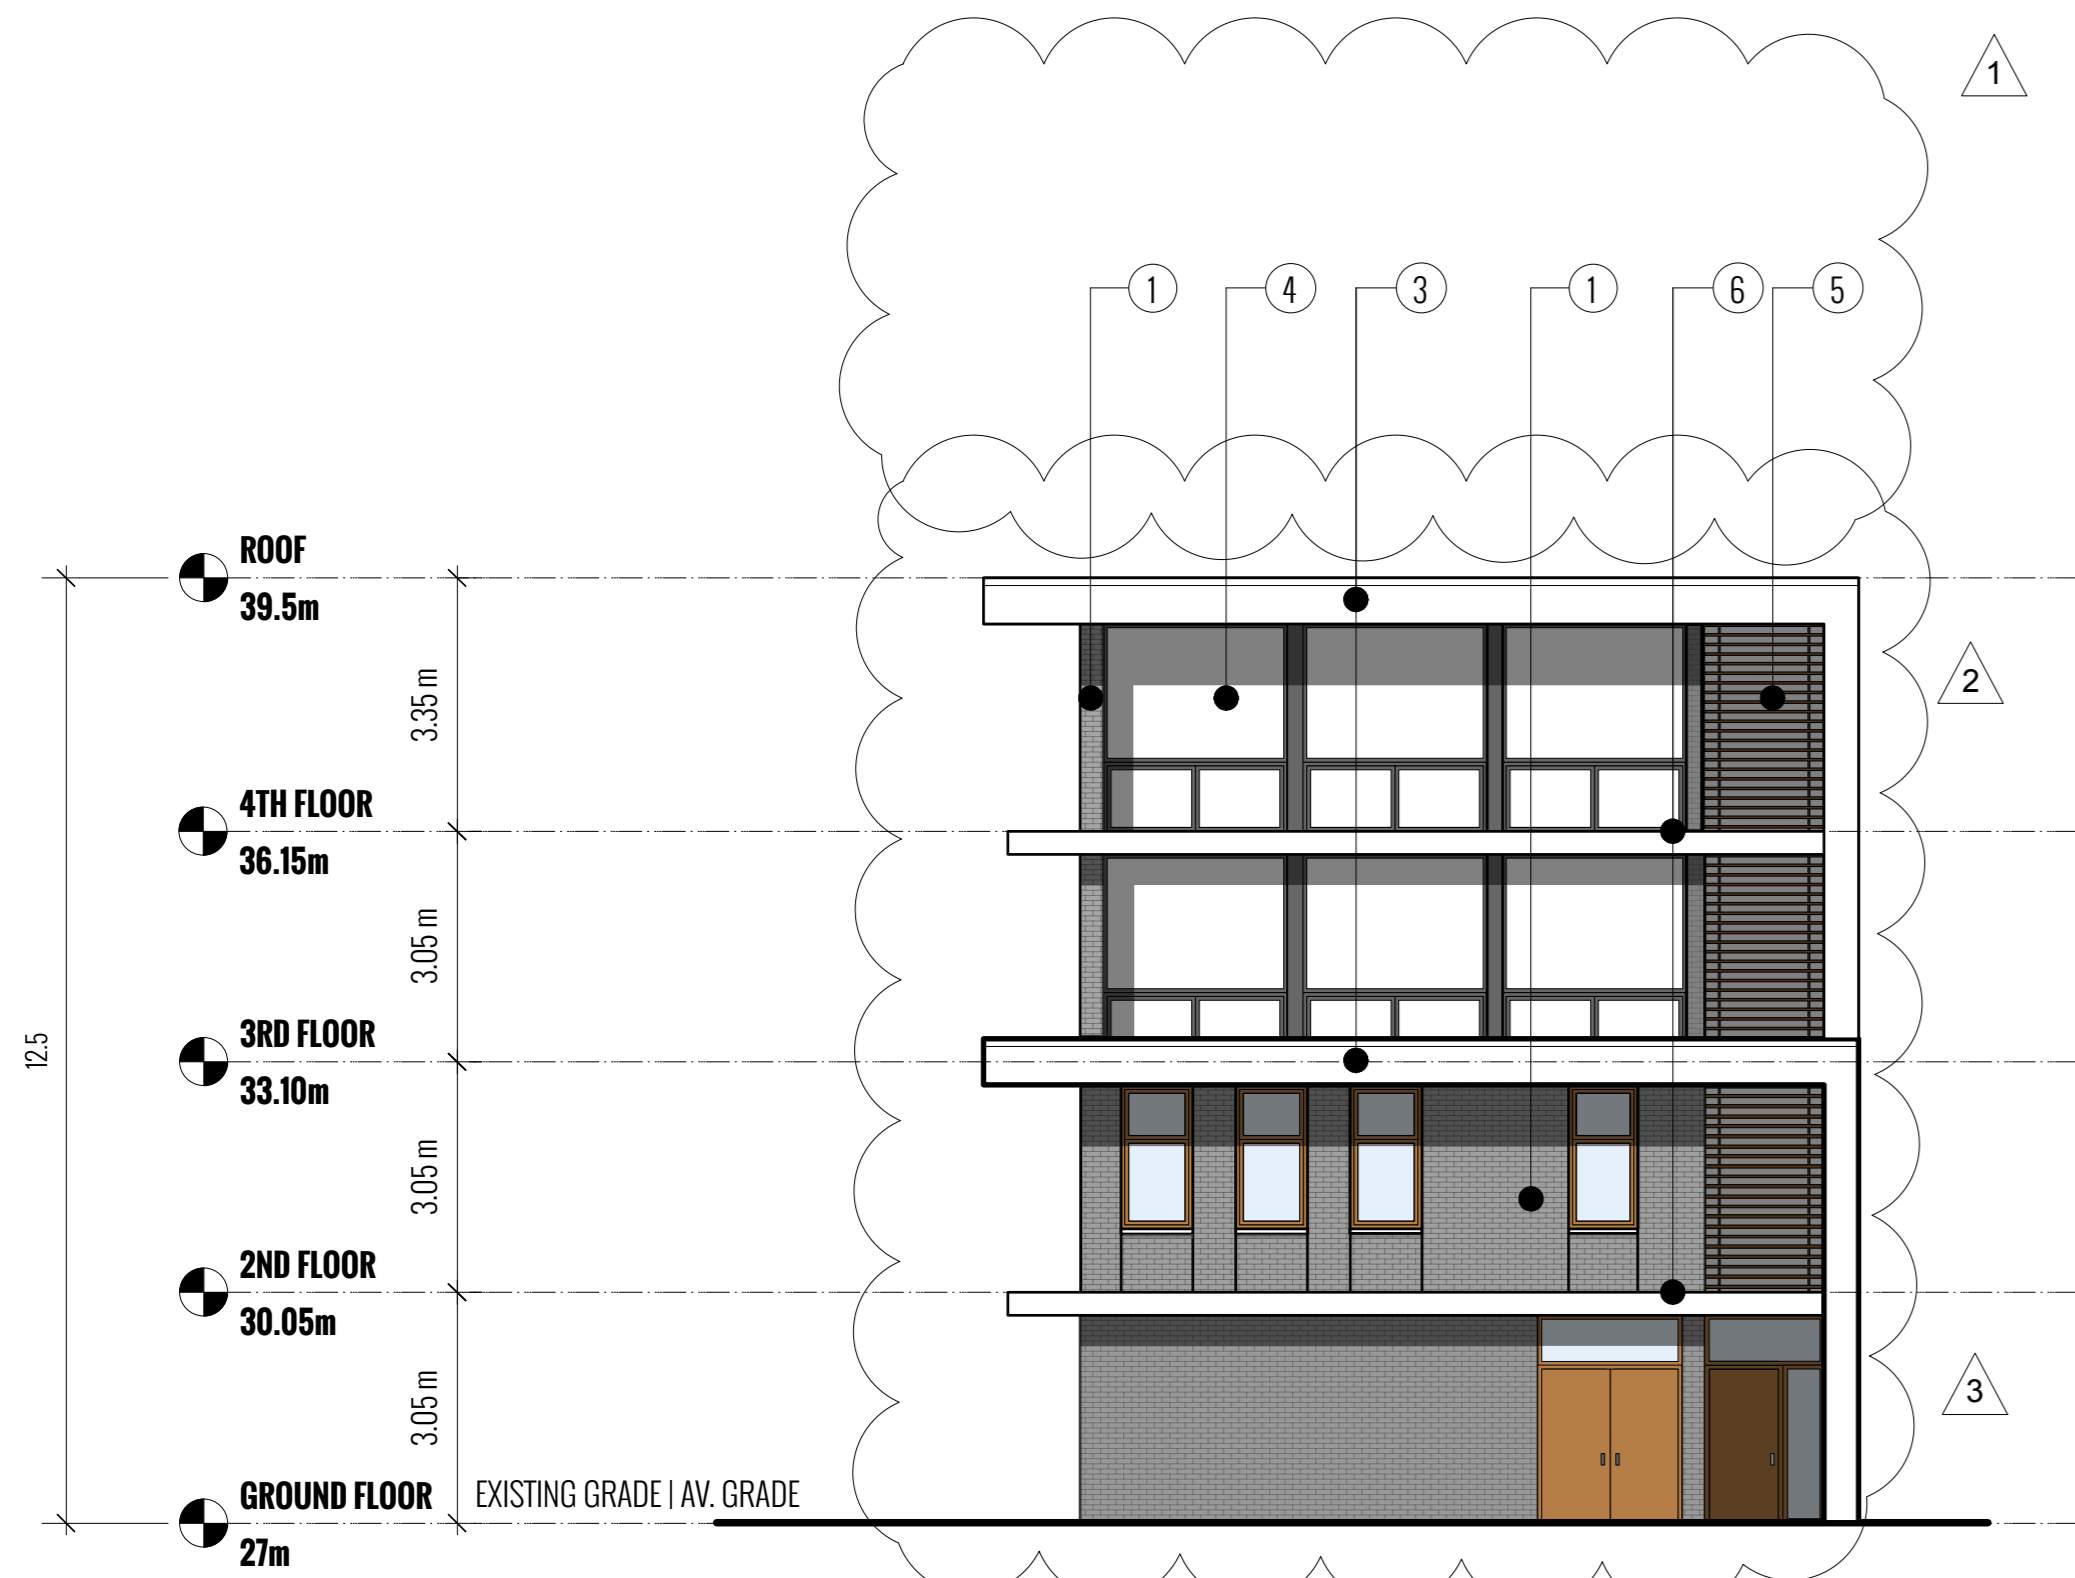 1
1
4
3
1
6
5
ROOF
39.5m
3.35 m
2
4TH FLOOR
36.15m
3.05 m
3RD FLOOR
33.10m
12.5
3.05 m
2ND FLOOR
30.05m
3.05 m
3
GROUND FLOOR
EXISTING GRADE | AV. GRADE
27m